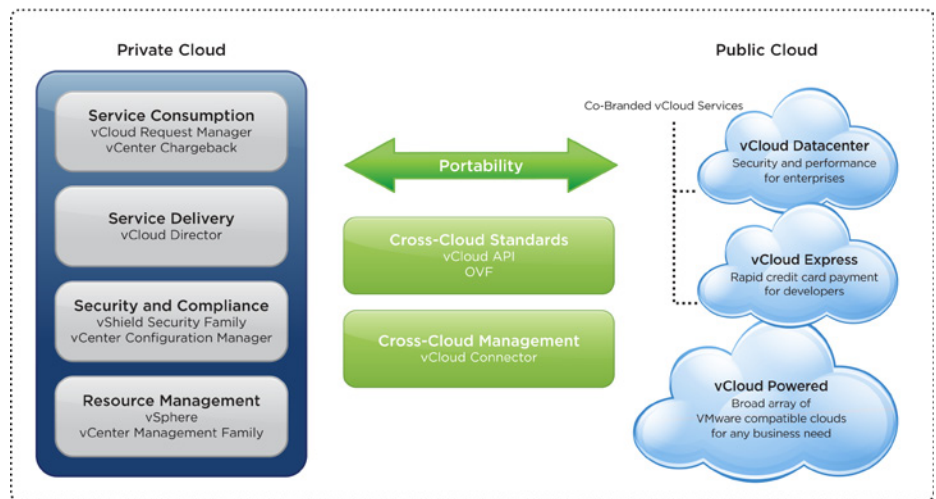 Private Cloud
Service Consumption
vCloud Request Manager
vCenter Chargeback
Service Delivery
vCloud Director
Security and Compliance
vShield Security Family
vCenter Configuration Manager
Resource Management
vSphere
vCenter Management Family
Portability
Cross-Cloud Standards
vCloud API
OVF
Cross-Cloud Management
vCloud Connector
Public Cloud
Co-Branded vCloud Services
vCloud Datacenter
Security and performance
for enterprises
vCloud Express
Rapid credit card payment
for developers
vCloud Powered
Broad array of
VMware compatible clouds
for any business need